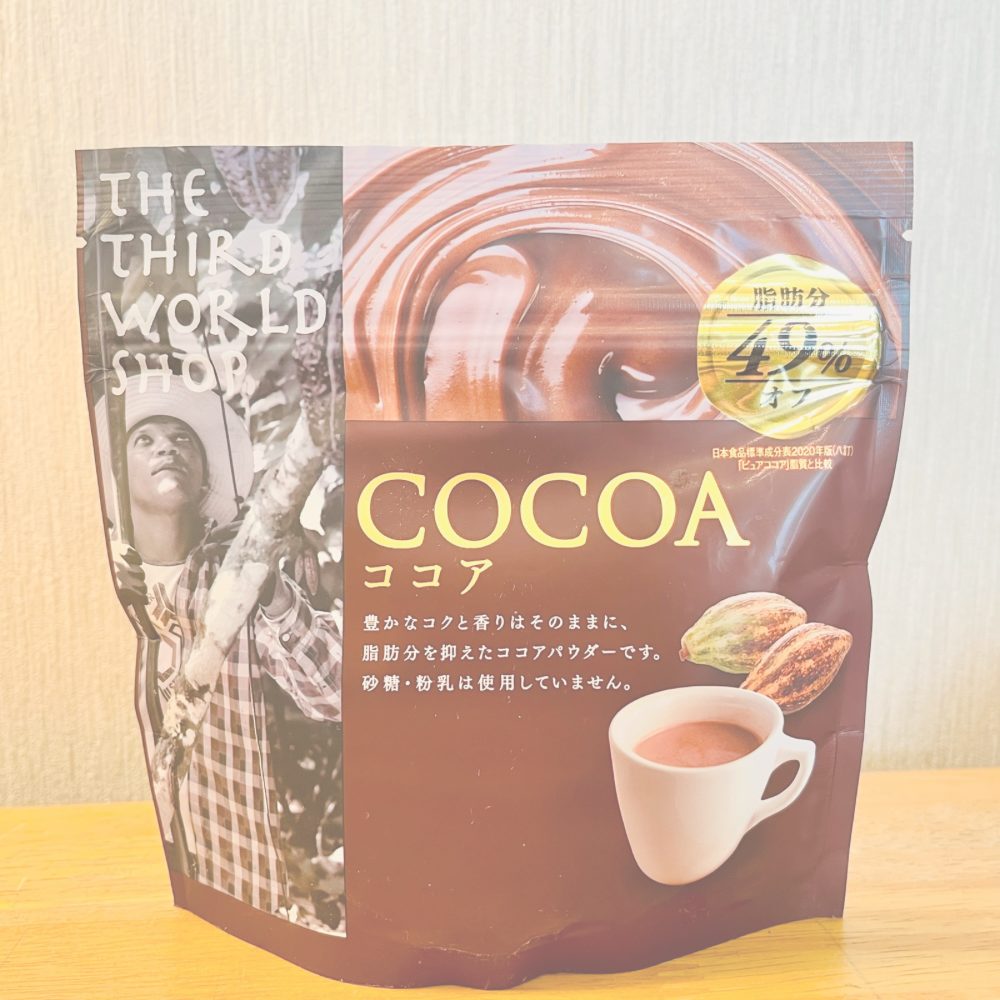 THE
THIRD
WORLD
SHOP
脂肪分
49%
オフ
日本食品標準成分表2020年版(八訂)
「ピュアココア」脂質と比較
COCOA
ココア
豊かなコクと香りはそのままに、
脂肪分を抑えたココアパウダーです。
砂糖・粉乳は使用していません。